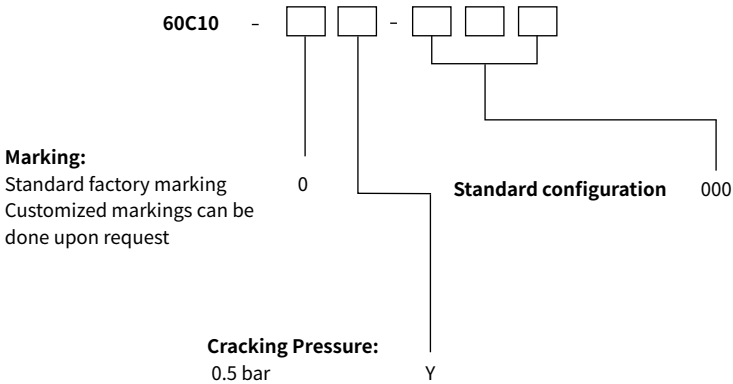 60C10 - -
Marking:
Standard factory marking 0
Customized markings can be
done upon request
Standard configuration 000
Cracking Pressure:
0.5 bar Y